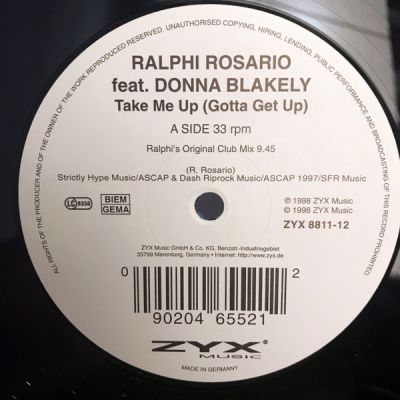 ALL RIGHTS OF THE PRODUCER AND OF THE OWNER OF THE WORK REPRODUCED RESERVED. UNAUTHORISED COPYING, HIRING, LENDING, PUBLIC PERFORMANCE AND BROADCASTING OF THIS RECORD PROHIBITED.
RALPHI ROSARIO
feat. DONNA BLAKELY
Take Me Up (Gotta Get Up)
A SIDE 33 rpm
Ralphi's Original Club Mix 9.45
(R. Rosario)
Strictly Hype Music/ASCAP & Dash Riprock Music/ASCAP 1997/SFR Music
LC 6350
BIEM
GEMA
℗ 1998 ZYX Music
© 1998 ZYX Music
ZYX 8811-12
ZYX Music GmbH & Co. KG, Benzstr.-Industriegebiet
35799 Merenberg, Germany • Internet: http://www.zyx.de
0 90204 65521 2
ZYX®
MUSIC
MADE IN GERMANY